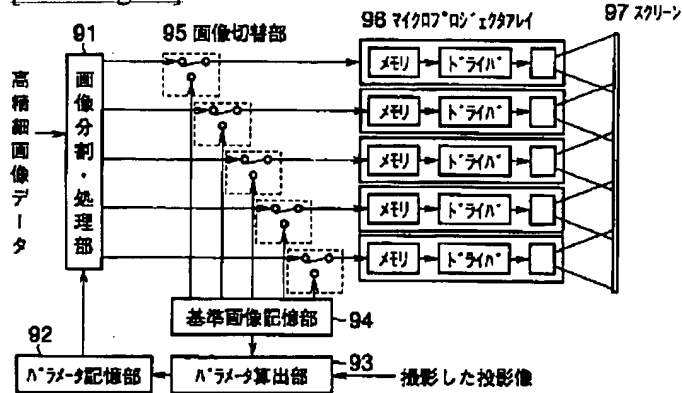 91
95 画像切替部
96 マイクロプロジェクタアレイ
97 スクリーン
高精細画像データ
画像分割・処理部
メモリ
ドライバ
メモリ
ドライバ
メモリ
ドライバ
メモリ
ドライバ
メモリ
ドライバ
基準画像記憶部
94
92
パラメータ記憶部
93
パラメータ算出部
撮影した投影像